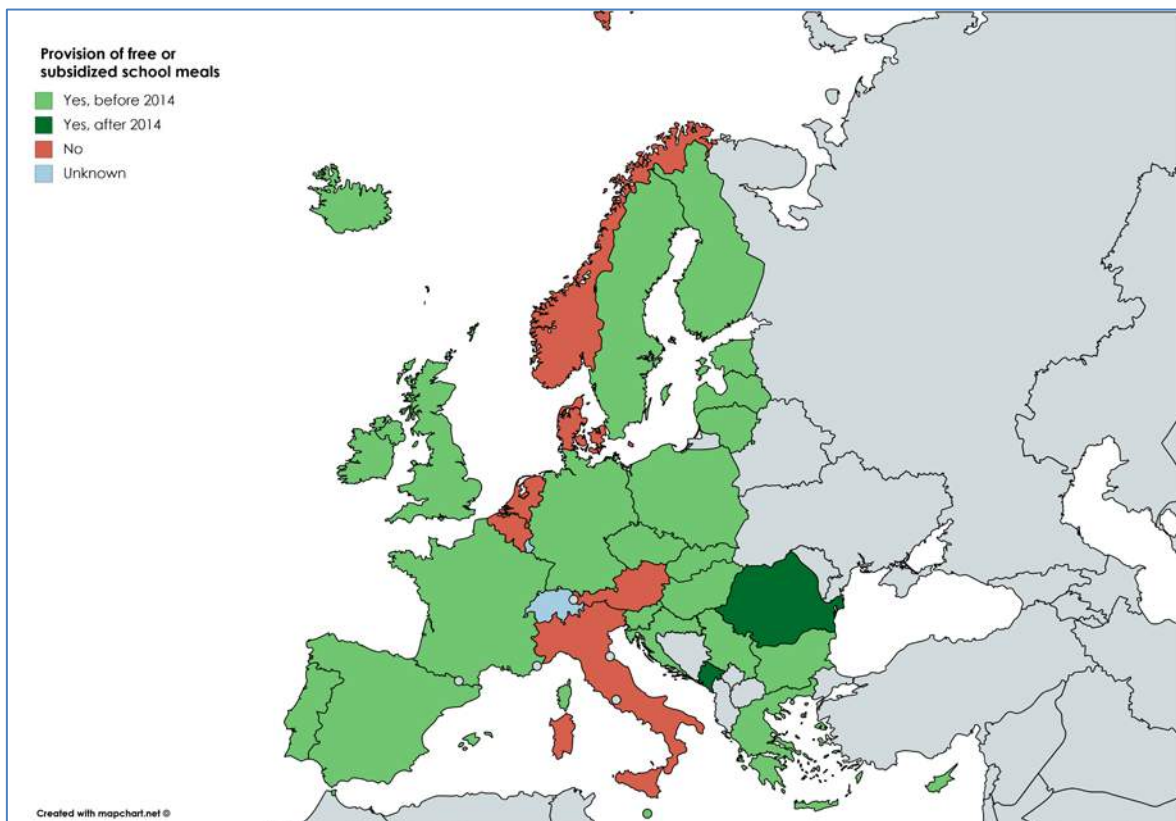 Provision of free or
subsidized school meals
Yes, before 2014
Yes, after 2014
No
Unknown
Created with mapchart.net ©